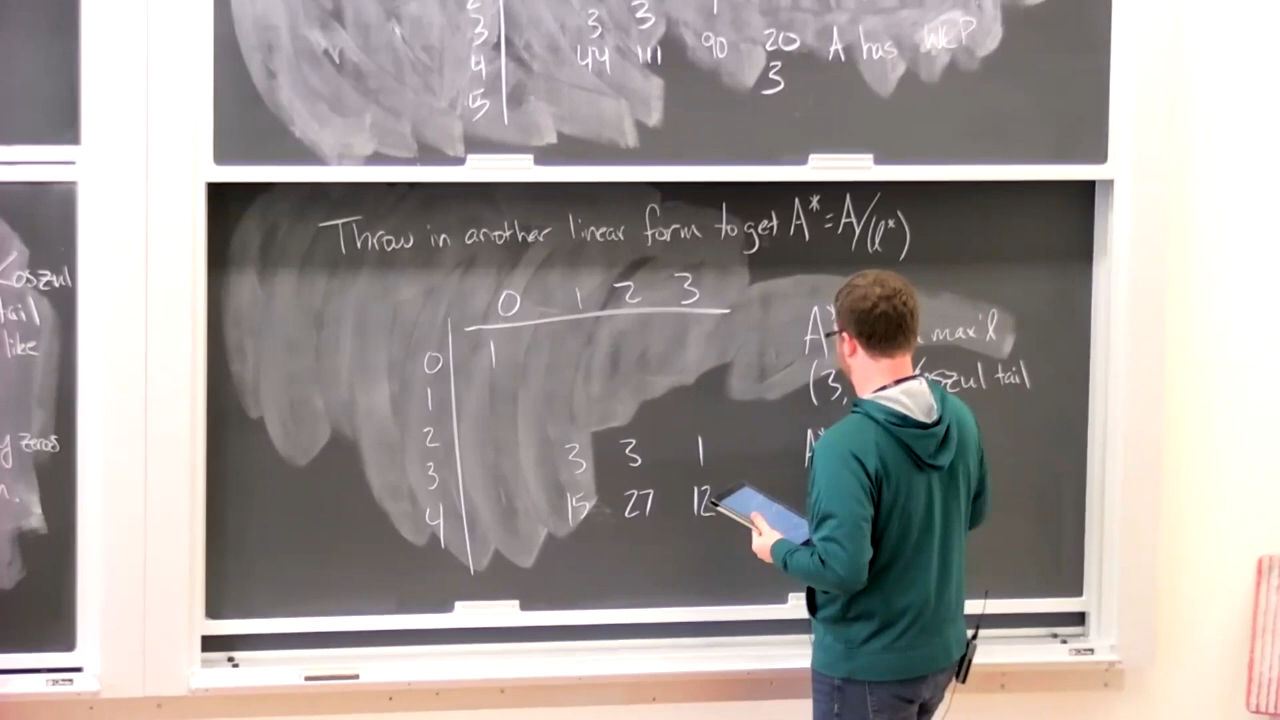 3 3 3
4 44 111 90 20 A has WLP
5 3
Koszul
tail
like
zeros
Throw in another linear form to get A* = A/(ℓ*)
0 1 2 3
0 1
1
2
3 3 3 1
4 15 27 12
A* max'l
(3, Koszul tail
A*